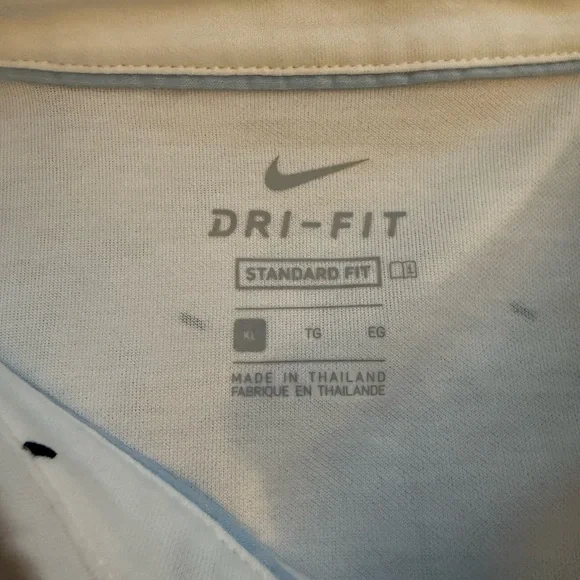 DRI-FIT
STANDARD FIT
XL TG EG
MADE IN THAILAND
FABRIQUE EN THAILANDE